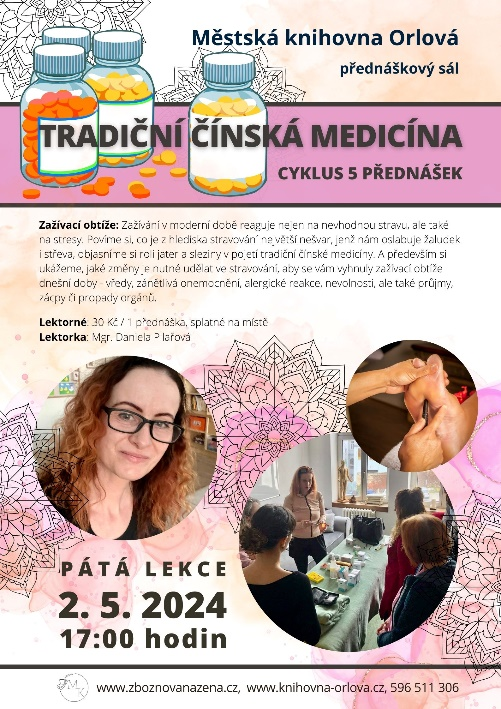 Městská knihovna Orlová
přednáškový sál
TRADIČNÍ ČÍNSKÁ MEDICÍNA
CYKLUS 5 PŘEDNÁŠEK
Zažívací obtíže: Zažívání v moderní době reaguje nejen na nevhodnou stravu, ale také
na stresy. Povíme si, co je z hlediska stravování největší nešvar, jenž nám oslabuje žaludek
i střeva, objasníme si roli jater a sleziny v pojetí tradiční čínské medicíny. A především si
ukážeme, jaké změny je nutné udělat ve stravování, aby se vám vyhnuly zažívací obtíže
dnešní doby - vředy, zánětlivá onemocnění, alergické reakce, nevolnosti, ale také průjmy,
zácpy či propady orgánů.
Lektorné: 30 Kč / 1 přednáška, splatné na místě
Lektorka: Mgr. Daniela Pilařová
PÁTÁ LEKCE
2. 5. 2024
17:00 hodin
www.zboznovanazena.cz, www.knihovna-orlova.cz, 596 511 306